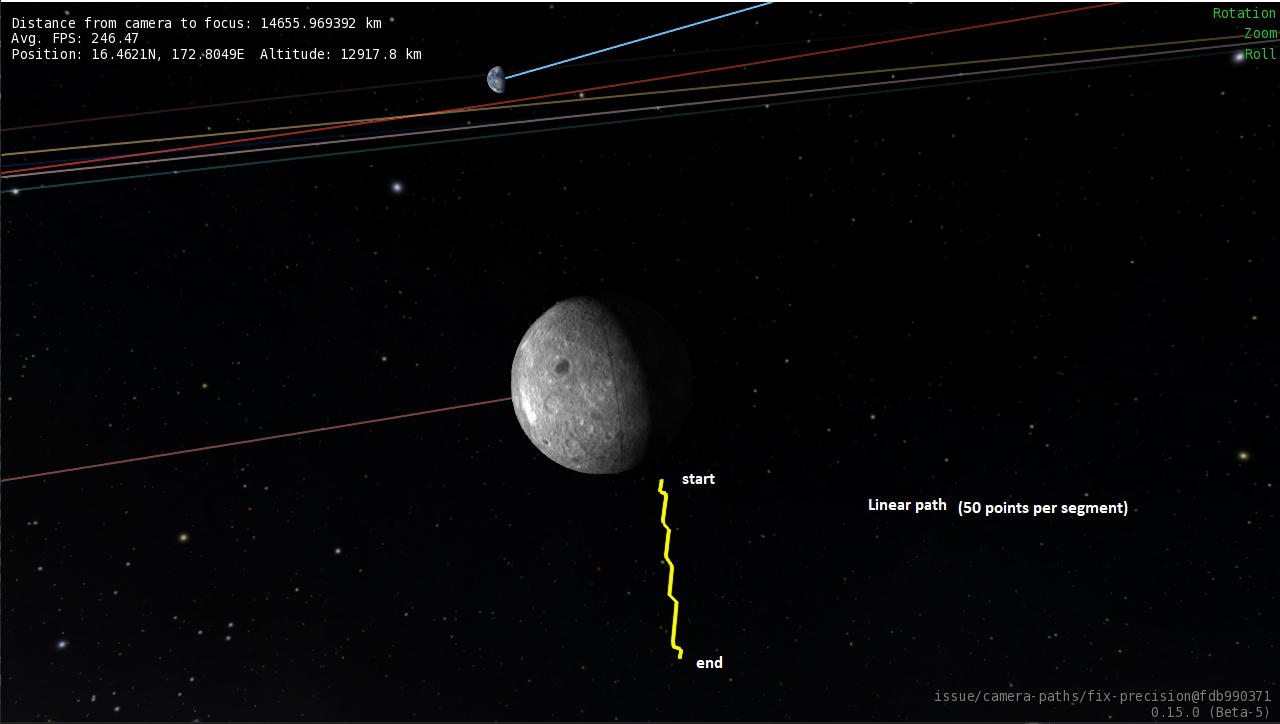 Distance from camera to focus: 14655.969392 km
Avg. FPS: 246.47
Position: 16.4621N, 172.8049E  Altitude: 12917.8 km
Rotation
Zoom
Roll
start
Linear path (50 points per segment)
end
issue/camera-paths/fix-precision@fdb990371
0.15.0 (Beta-5)